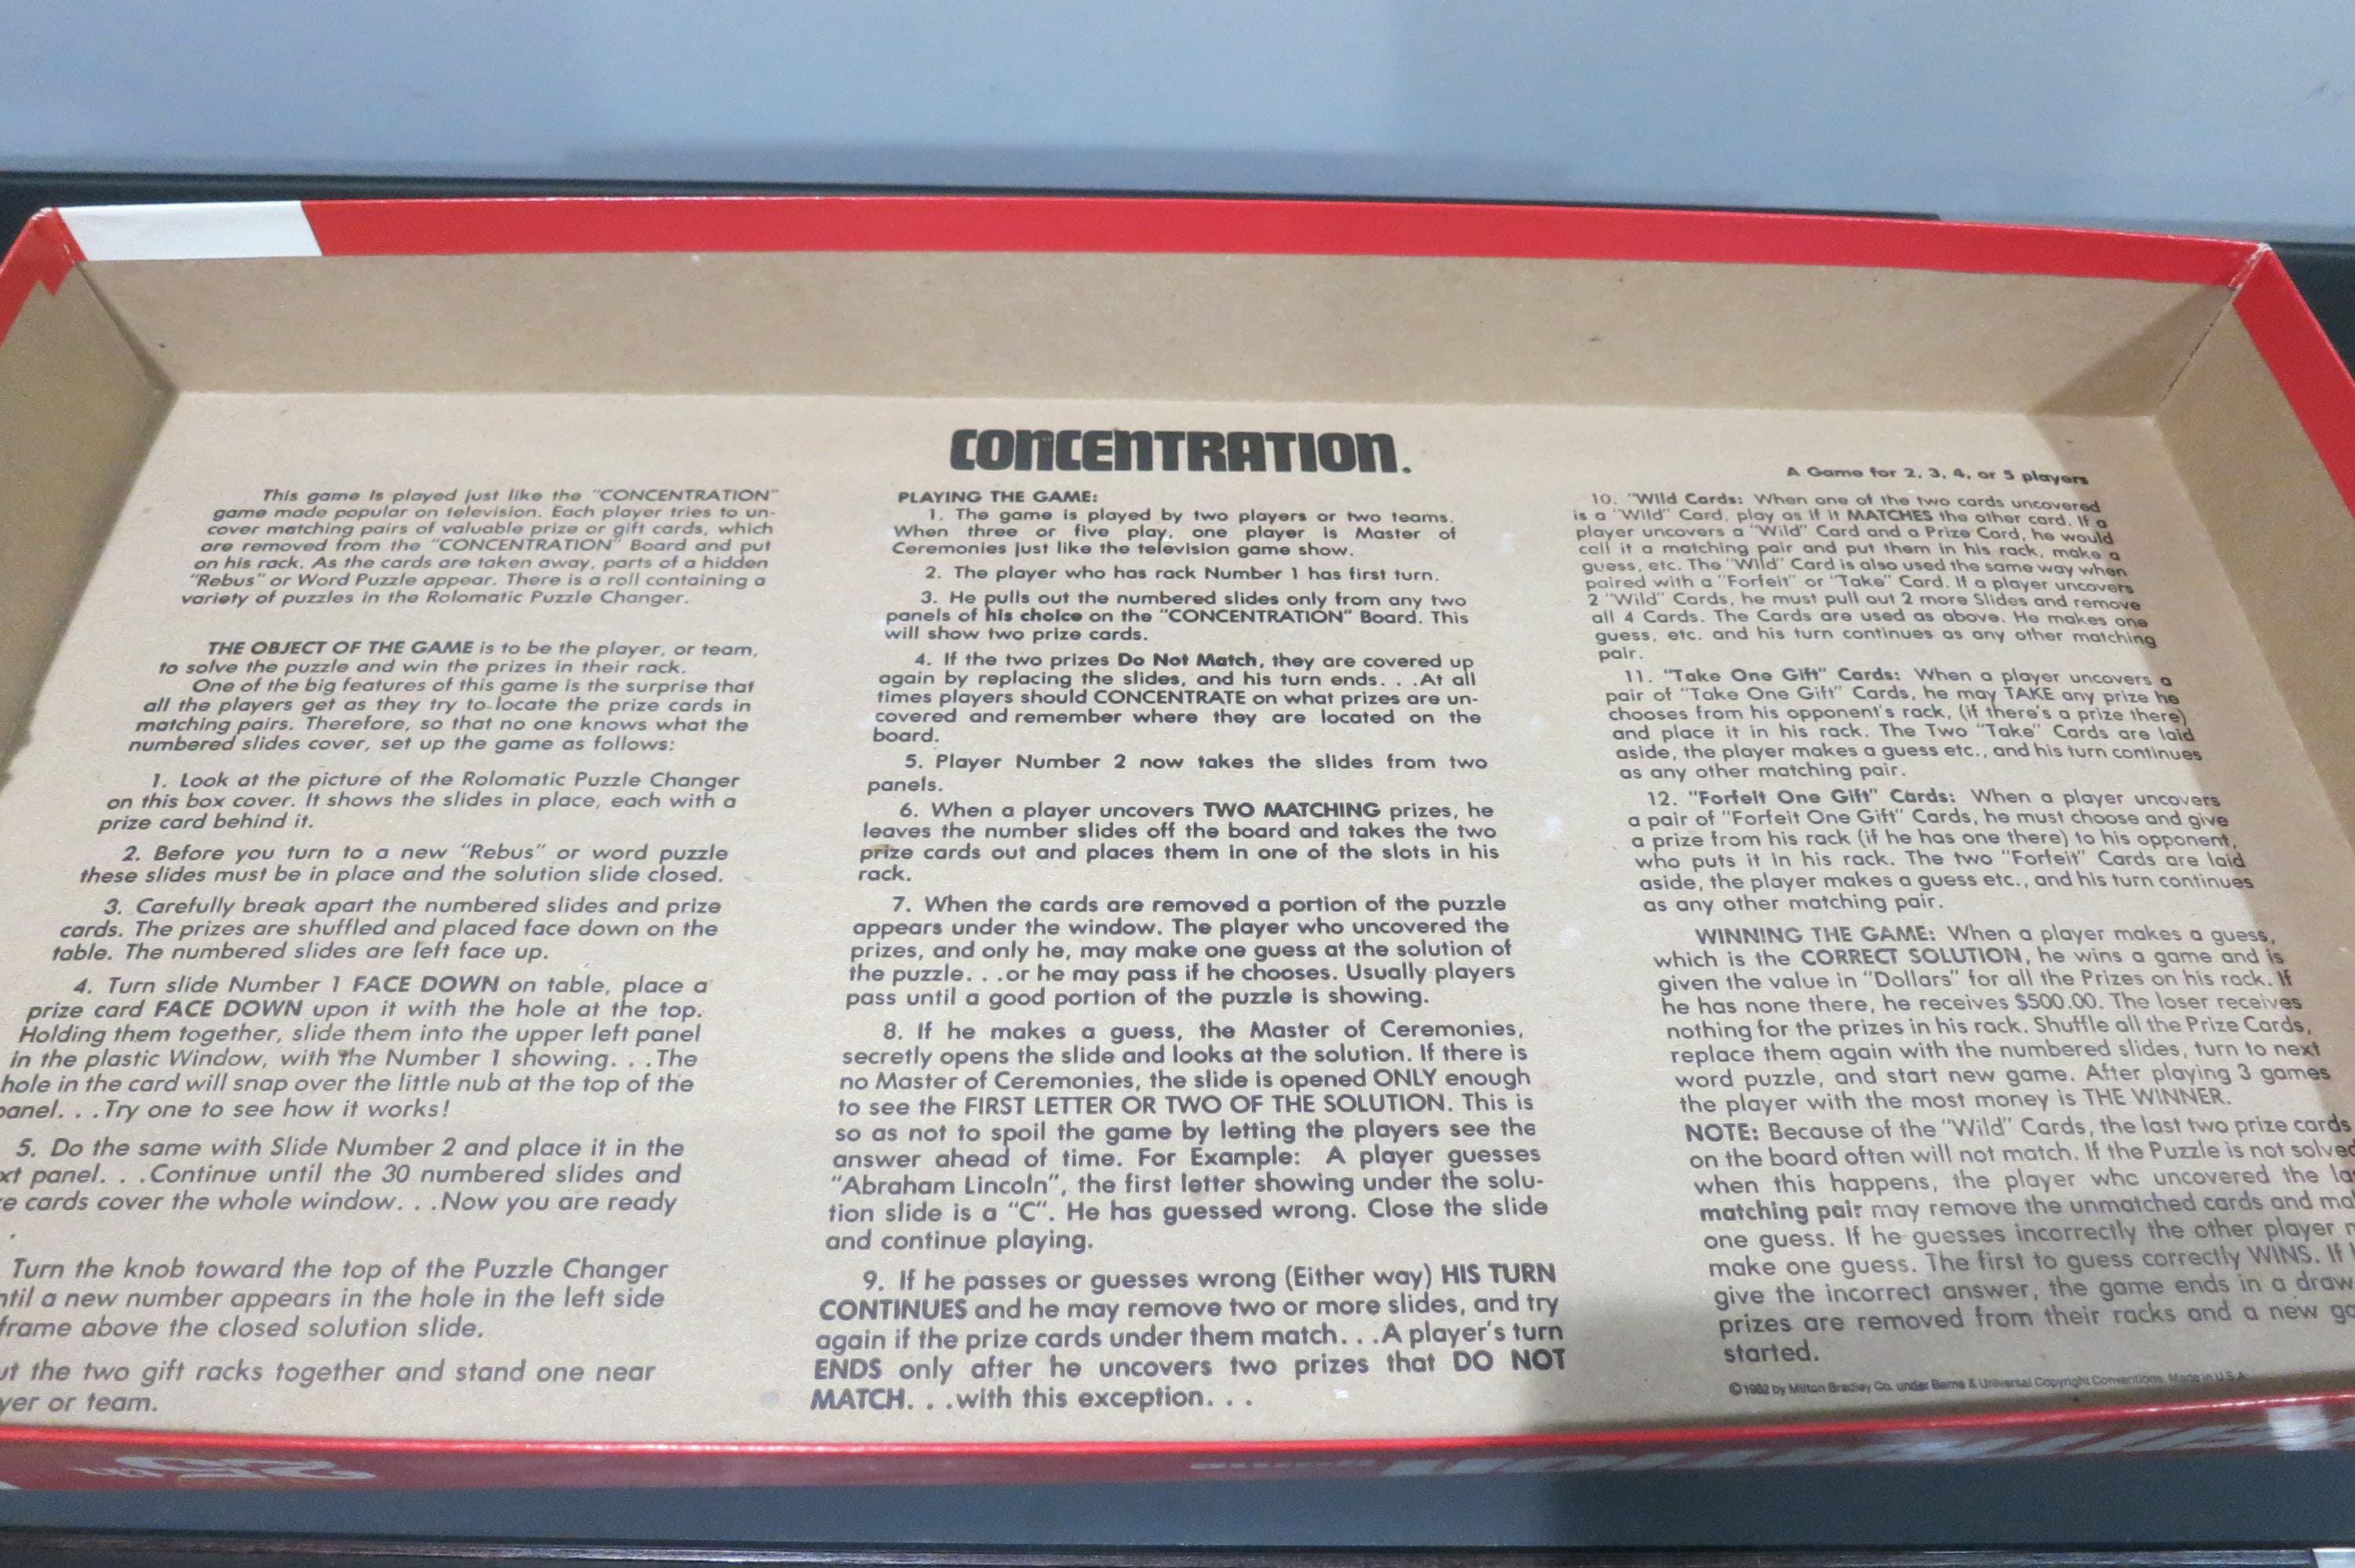 CONCENTRATION.
This game is played just like the "CONCENTRATION"
game made popular on television. Each player tries to un-
cover matching pairs of valuable prize or gift cards, which
are removed from the "CONCENTRATION" Board and put
on his rack. As the cards are taken away, parts of a hidden
"Rebus" or Word Puzzle appear. There is a roll containing a
variety of puzzles in the Rolomatic Puzzle Changer.
THE OBJECT OF THE GAME is to be the player, or team,
to solve the puzzle and win the prizes in their rack.
One of the big features of this game is the surprise that
all the players get as they try to locate the prize cards in
matching pairs. Therefore, so that no one knows what the
numbered slides cover, set up the game as follows:
1. Look at the picture of the Rolomatic Puzzle Changer
on this box cover. It shows the slides in place, each with a
prize card behind it.
2. Before you turn to a new "Rebus" or word puzzle
these slides must be in place and the solution slide closed.
3. Carefully break apart the numbered slides and prize
cards. The prizes are shuffled and placed face down on the
table. The numbered slides are left face up.
4. Turn slide Number 1 FACE DOWN on table, place a
prize card FACE DOWN upon it with the hole at the top.
Holding them together, slide them into the upper left panel
in the plastic Window, with the Number 1 showing. . .The
hole in the card will snap over the little nub at the top of the
panel. . .Try one to see how it works!
5. Do the same with Slide Number 2 and place it in the
xt panel. . .Continue until the 30 numbered slides and
e cards cover the whole window. . .Now you are ready
.
Turn the knob toward the top of the Puzzle Changer
ntil a new number appears in the hole in the left side
frame above the closed solution slide.
ut the two gift racks together and stand one near
yer or team.
PLAYING THE GAME:
1. The game is played by two players or two teams.
When three or five play, one player is Master of
Ceremonies just like the television game show.
2. The player who has rack Number 1 has first turn.
3. He pulls out the numbered slides only from any two
panels of his choice on the "CONCENTRATION" Board. This
will show two prize cards.
4. If the two prizes Do Not Match, they are covered up
again by replacing the slides, and his turn ends. . .At all
times players should CONCENTRATE on what prizes are un-
covered and remember where they are located on the
board.
5. Player Number 2 now takes the slides from two
panels.
6. When a player uncovers TWO MATCHING prizes, he
leaves the number slides off the board and takes the two
prize cards out and places them in one of the slots in his
rack.
7. When the cards are removed a portion of the puzzle
appears under the window. The player who uncovered the
prizes, and only he, may make one guess at the solution of
the puzzle. . .or he may pass if he chooses. Usually players
pass until a good portion of the puzzle is showing.
8. If he makes a guess, the Master of Ceremonies,
secretly opens the slide and looks at the solution. If there is
no Master of Ceremonies, the slide is opened ONLY enough
to see the FIRST LETTER OR TWO OF THE SOLUTION. This is
so as not to spoil the game by letting the players see the
answer ahead of time. For Example: A player guesses
"Abraham Lincoln", the first letter showing under the solu-
tion slide is a "C". He has guessed wrong. Close the slide
and continue playing.
9. If he passes or guesses wrong (Either way) HIS TURN
CONTINUES and he may remove two or more slides, and try
again if the prize cards under them match. . .A player's turn
ENDS only after he uncovers two prizes that DO NOT
MATCH. . .with this exception. . .
A Game for 2, 3, 4, or 5 players
10. "Wild Cards: When one of the two cards uncovered
is a "Wild" Card, play as if it MATCHES the other card. If a
player uncovers a "Wild" Card and a Prize Card, he would
call it a matching pair and put them in his rack, make a
guess, etc. The "Wild" Card is also used the same way when
paired with a "Forfeit" or "Take" Card. If a player uncovers
2 "Wild" Cards, he must pull out 2 more Slides and remove
all 4 Cards. The Cards are used as above. He makes one
guess, etc. and his turn continues as any other matching
pair.
11. "Take One Gift" Cards: When a player uncovers a
pair of "Take One Gift" Cards, he may TAKE any prize he
chooses from his opponent's rack, (if there's a prize there)
and place it in his rack. The Two "Take" Cards are laid
aside, the player makes a guess etc., and his turn continues
as any other matching pair.
12. "Forfeit One Gift" Cards: When a player uncovers
a pair of "Forfeit One Gift" Cards, he must choose and give
a prize from his rack (if he has one there) to his opponent,
who puts it in his rack. The two "Forfeit" Cards are laid
aside, the player makes a guess etc., and his turn continues
as any other matching pair.
WINNING THE GAME: When a player makes a guess,
which is the CORRECT SOLUTION, he wins a game and is
given the value in "Dollars" for all the Prizes on his rack. If
he has none there, he receives $500.00. The loser receives
nothing for the prizes in his rack. Shuffle all the Prize Cards,
replace them again with the numbered slides, turn to next
word puzzle, and start new game. After playing 3 games
the player with the most money is THE WINNER.
NOTE: Because of the "Wild" Cards, the last two prize cards
on the board often will not match. If the Puzzle is not solved
when this happens, the player who uncovered the la
matching pair may remove the unmatched cards and ma
one guess. If he guesses incorrectly the other player m
make one guess. The first to guess correctly WINS. If
give the incorrect answer, the game ends in a draw
prizes are removed from their racks and a new ga
started.
©1982 by Milton Bradley Co. under Berne & Universal Copyright Conventions. Made in U.S.A.